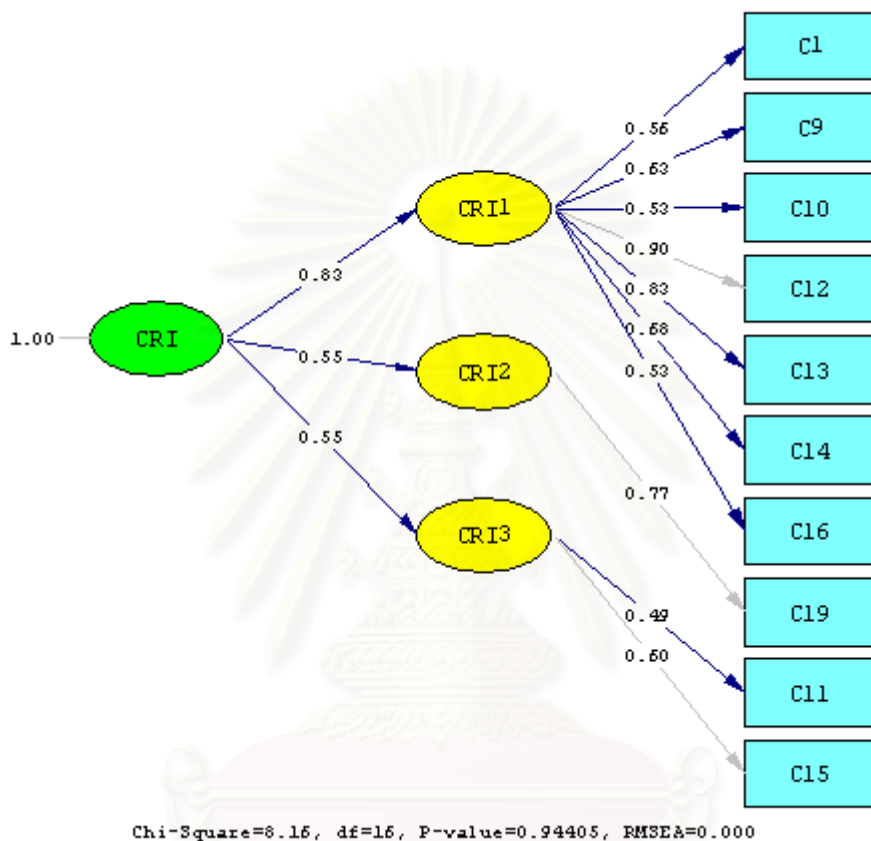 C1
0.56
C9
0.63
CRI1
0.53
C10
0.90
C12
0.83
0.83
1.00
CRI
0.68
C13
0.55
CRI2
0.53
C14
0.55
0.77
C16
CRI3
C19
0.49
0.60
C11
C15
Chi-Square=8.16, df=16, P-value=0.94405, RMSEA=0.000